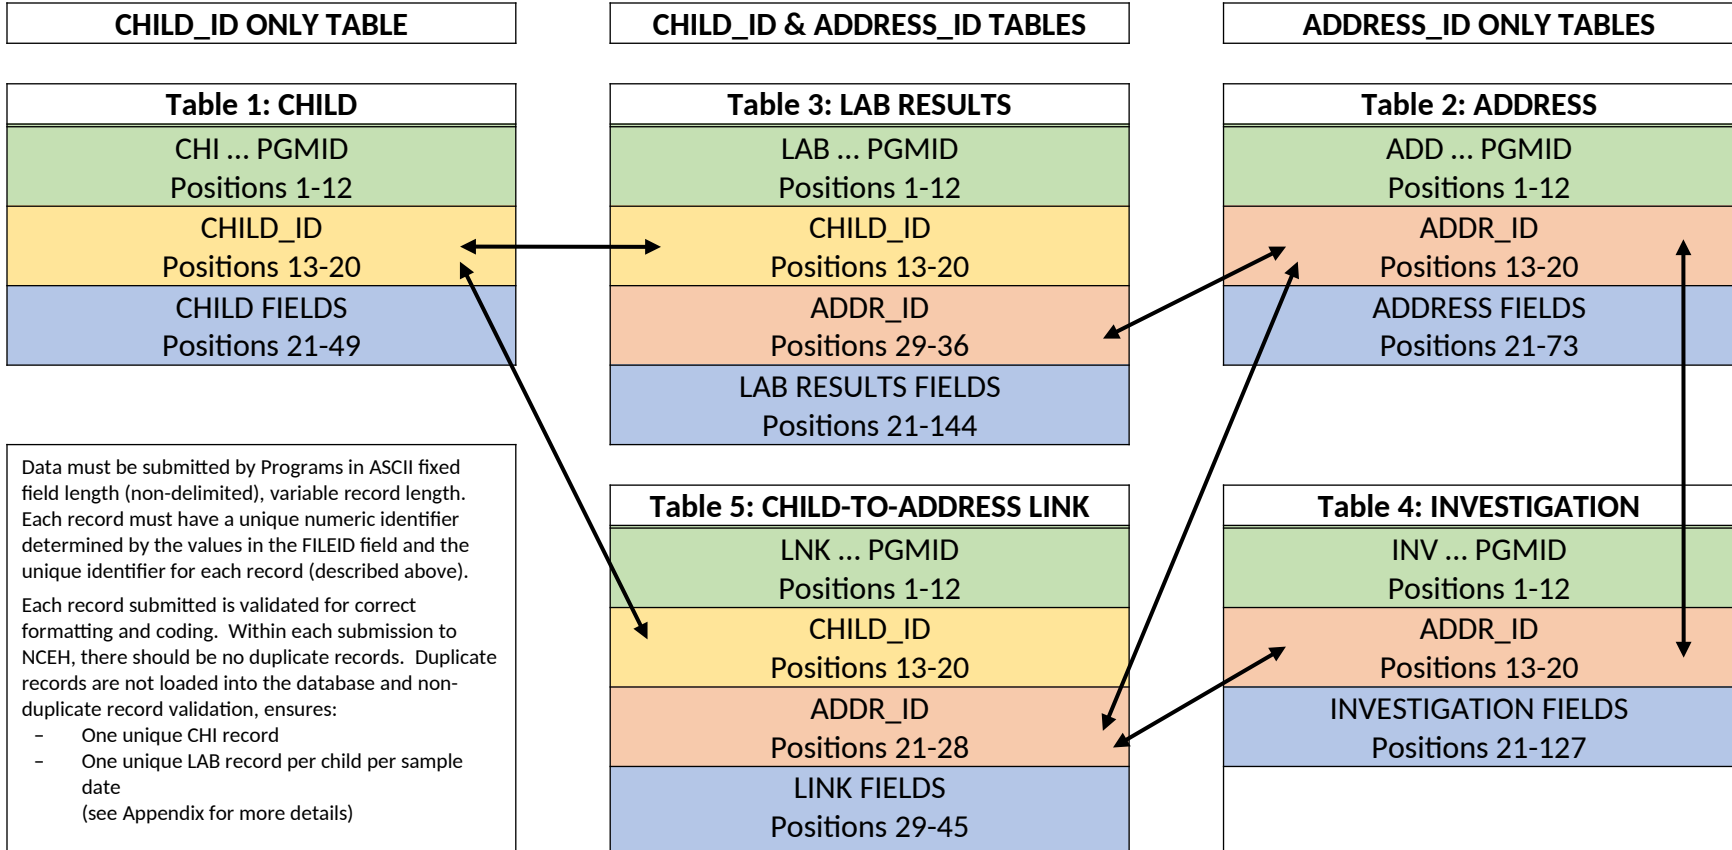 CHILD_ID ONLY TABLE
CHILD_ID & ADDRESS_ID TABLES
ADDRESS_ID ONLY TABLES
Table 1: CHILD
CHI ... PGMID
Positions 1-12
CHILD_ID
Positions 13-20
CHILD FIELDS
Positions 21-49
Data must be submitted by Programs in ASCII fixed
field length (non-delimited), variable record length.
Each record must have a unique numeric identifier
determined by the values in the FILEID field and the
unique identifier for each record (described above).
Each record submitted is validated for correct
formatting and coding.  Within each submission to
NCEH, there should be no duplicate records.  Duplicate
records are not loaded into the database and non-
duplicate record validation, ensures:
– One unique CHI record
– One unique LAB record per child per sample
date
(see Appendix for more details)
Table 3: LAB RESULTS
LAB ... PGMID
Positions 1-12
CHILD_ID
Positions 13-20
ADDR_ID
Positions 29-36
LAB RESULTS FIELDS
Positions 21-144
Table 5: CHILD-TO-ADDRESS LINK
LNK ... PGMID
Positions 1-12
CHILD_ID
Positions 13-20
ADDR_ID
Positions 21-28
LINK FIELDS
Positions 29-45
Table 2: ADDRESS
ADD ... PGMID
Positions 1-12
ADDR_ID
Positions 13-20
ADDRESS FIELDS
Positions 21-73
Table 4: INVESTIGATION
INV ... PGMID
Positions 1-12
ADDR_ID
Positions 13-20
INVESTIGATION FIELDS
Positions 21-127